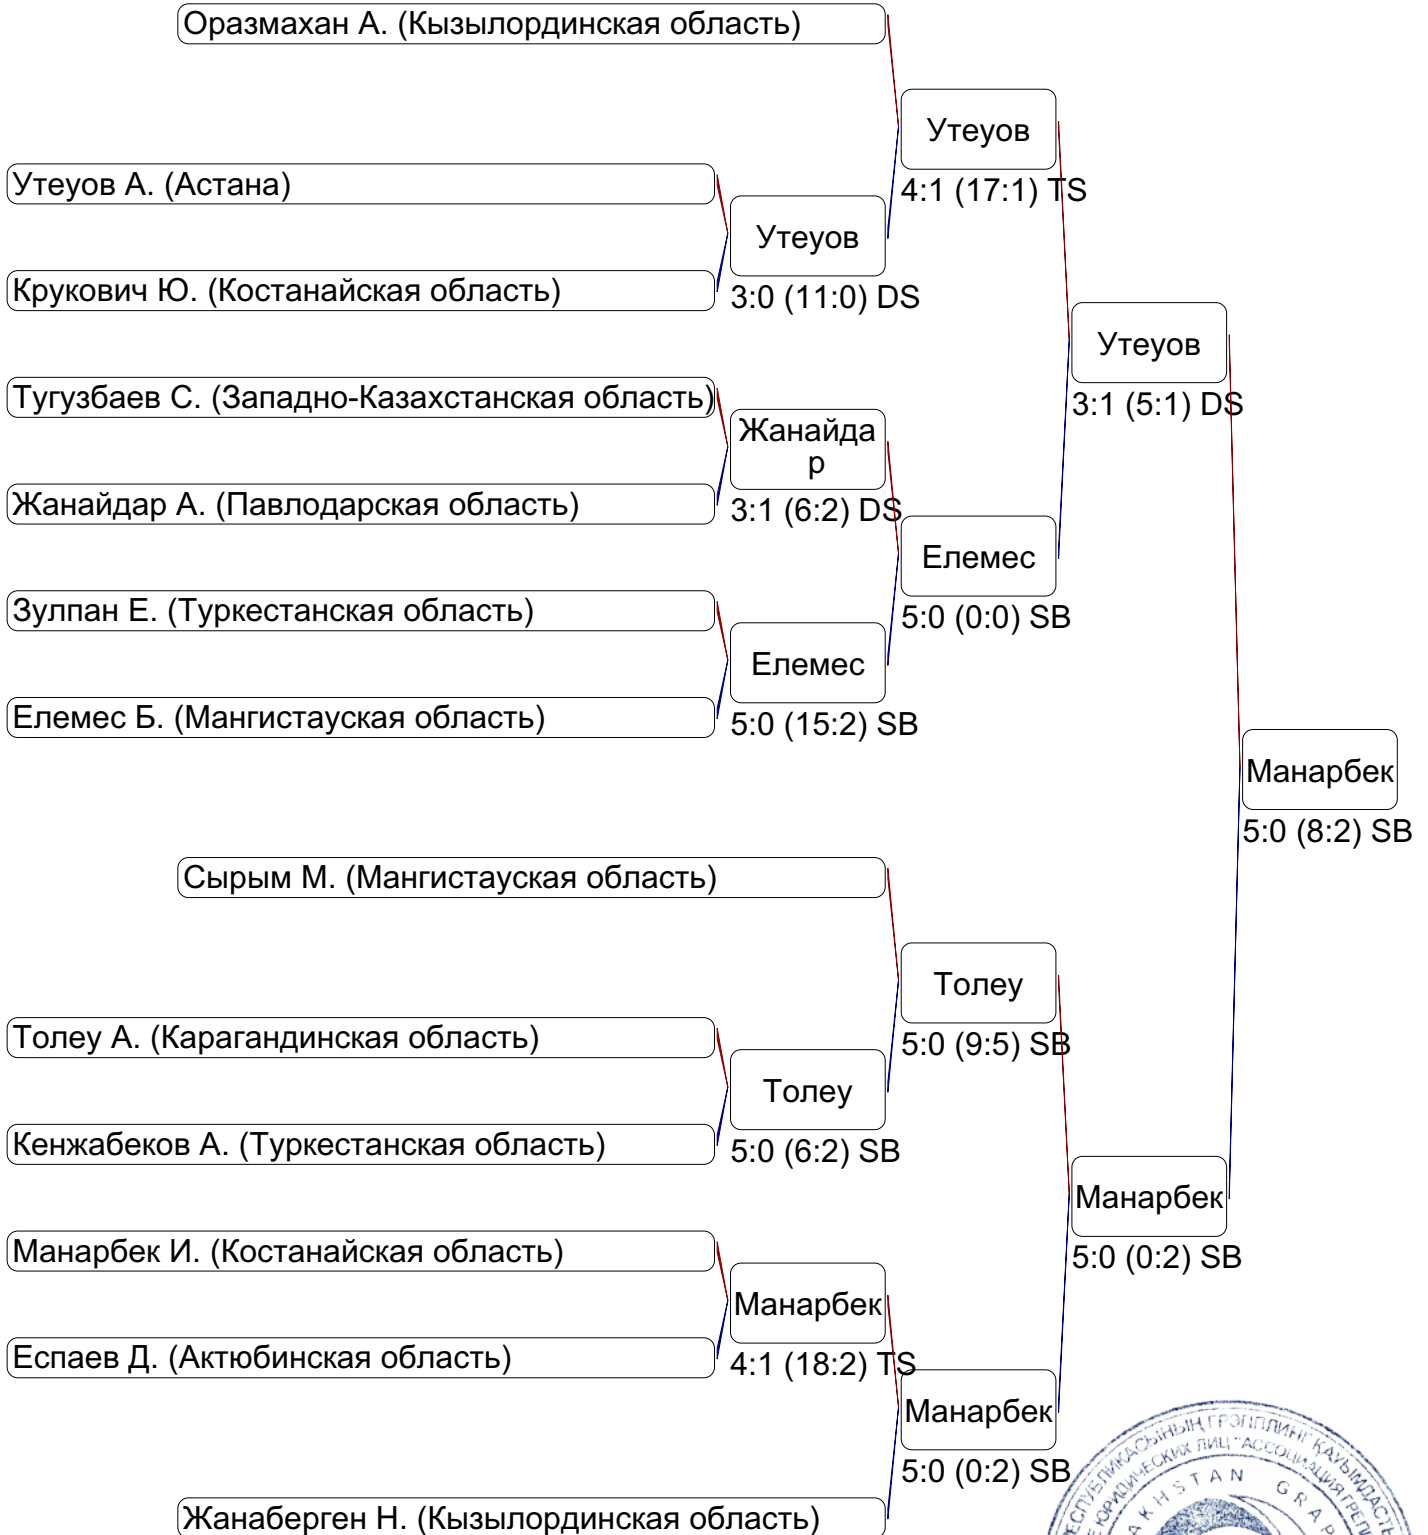 Оразмахан А. (Кызылординская область)
Утеуов
4:1 (17:1) TS
Утеуов А. (Астана)
Утеуов
3:0 (11:0) DS
Крукович Ю. (Костанайская область)
Утеуов
3:1 (5:1) DS
Тугузбаев С. (Западно-Казахстанская область)
Жанайда
р
3:1 (6:2) DS
Жанайдар А. (Павлодарская область)
Елемес
5:0 (0:0) SB
Зулпан Е. (Туркестанская область)
Елемес
5:0 (15:2) SB
Елемес Б. (Мангистауская область)
Манарбек
5:0 (8:2) SB
Сырым М. (Мангистауская область)
Толеу
5:0 (9:5) SB
Толеу А. (Карагандинская область)
Толеу
5:0 (6:2) SB
Кенжабеков А. (Туркестанская область)
Манарбек
5:0 (0:2) SB
Манарбек И. (Костанайская область)
Манарбек
4:1 (18:2) TS
Еспаев Д. (Актюбинская область)
Манарбек
5:0 (0:2) SB
Жанаберген Н. (Кызылординская область)